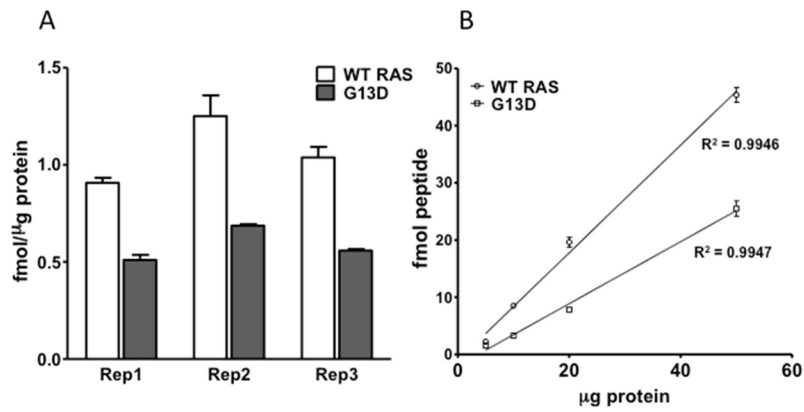 A
fmol/µg protein
1.5
1.0
0.5
0.0
WT RAS
G13D
Rep1 Rep2 Rep3
B
fmol peptide
50
40
30
20
10
0
WT RAS
G13D
R² = 0.9946
R² = 0.9947
0 20 40 60
µg protein